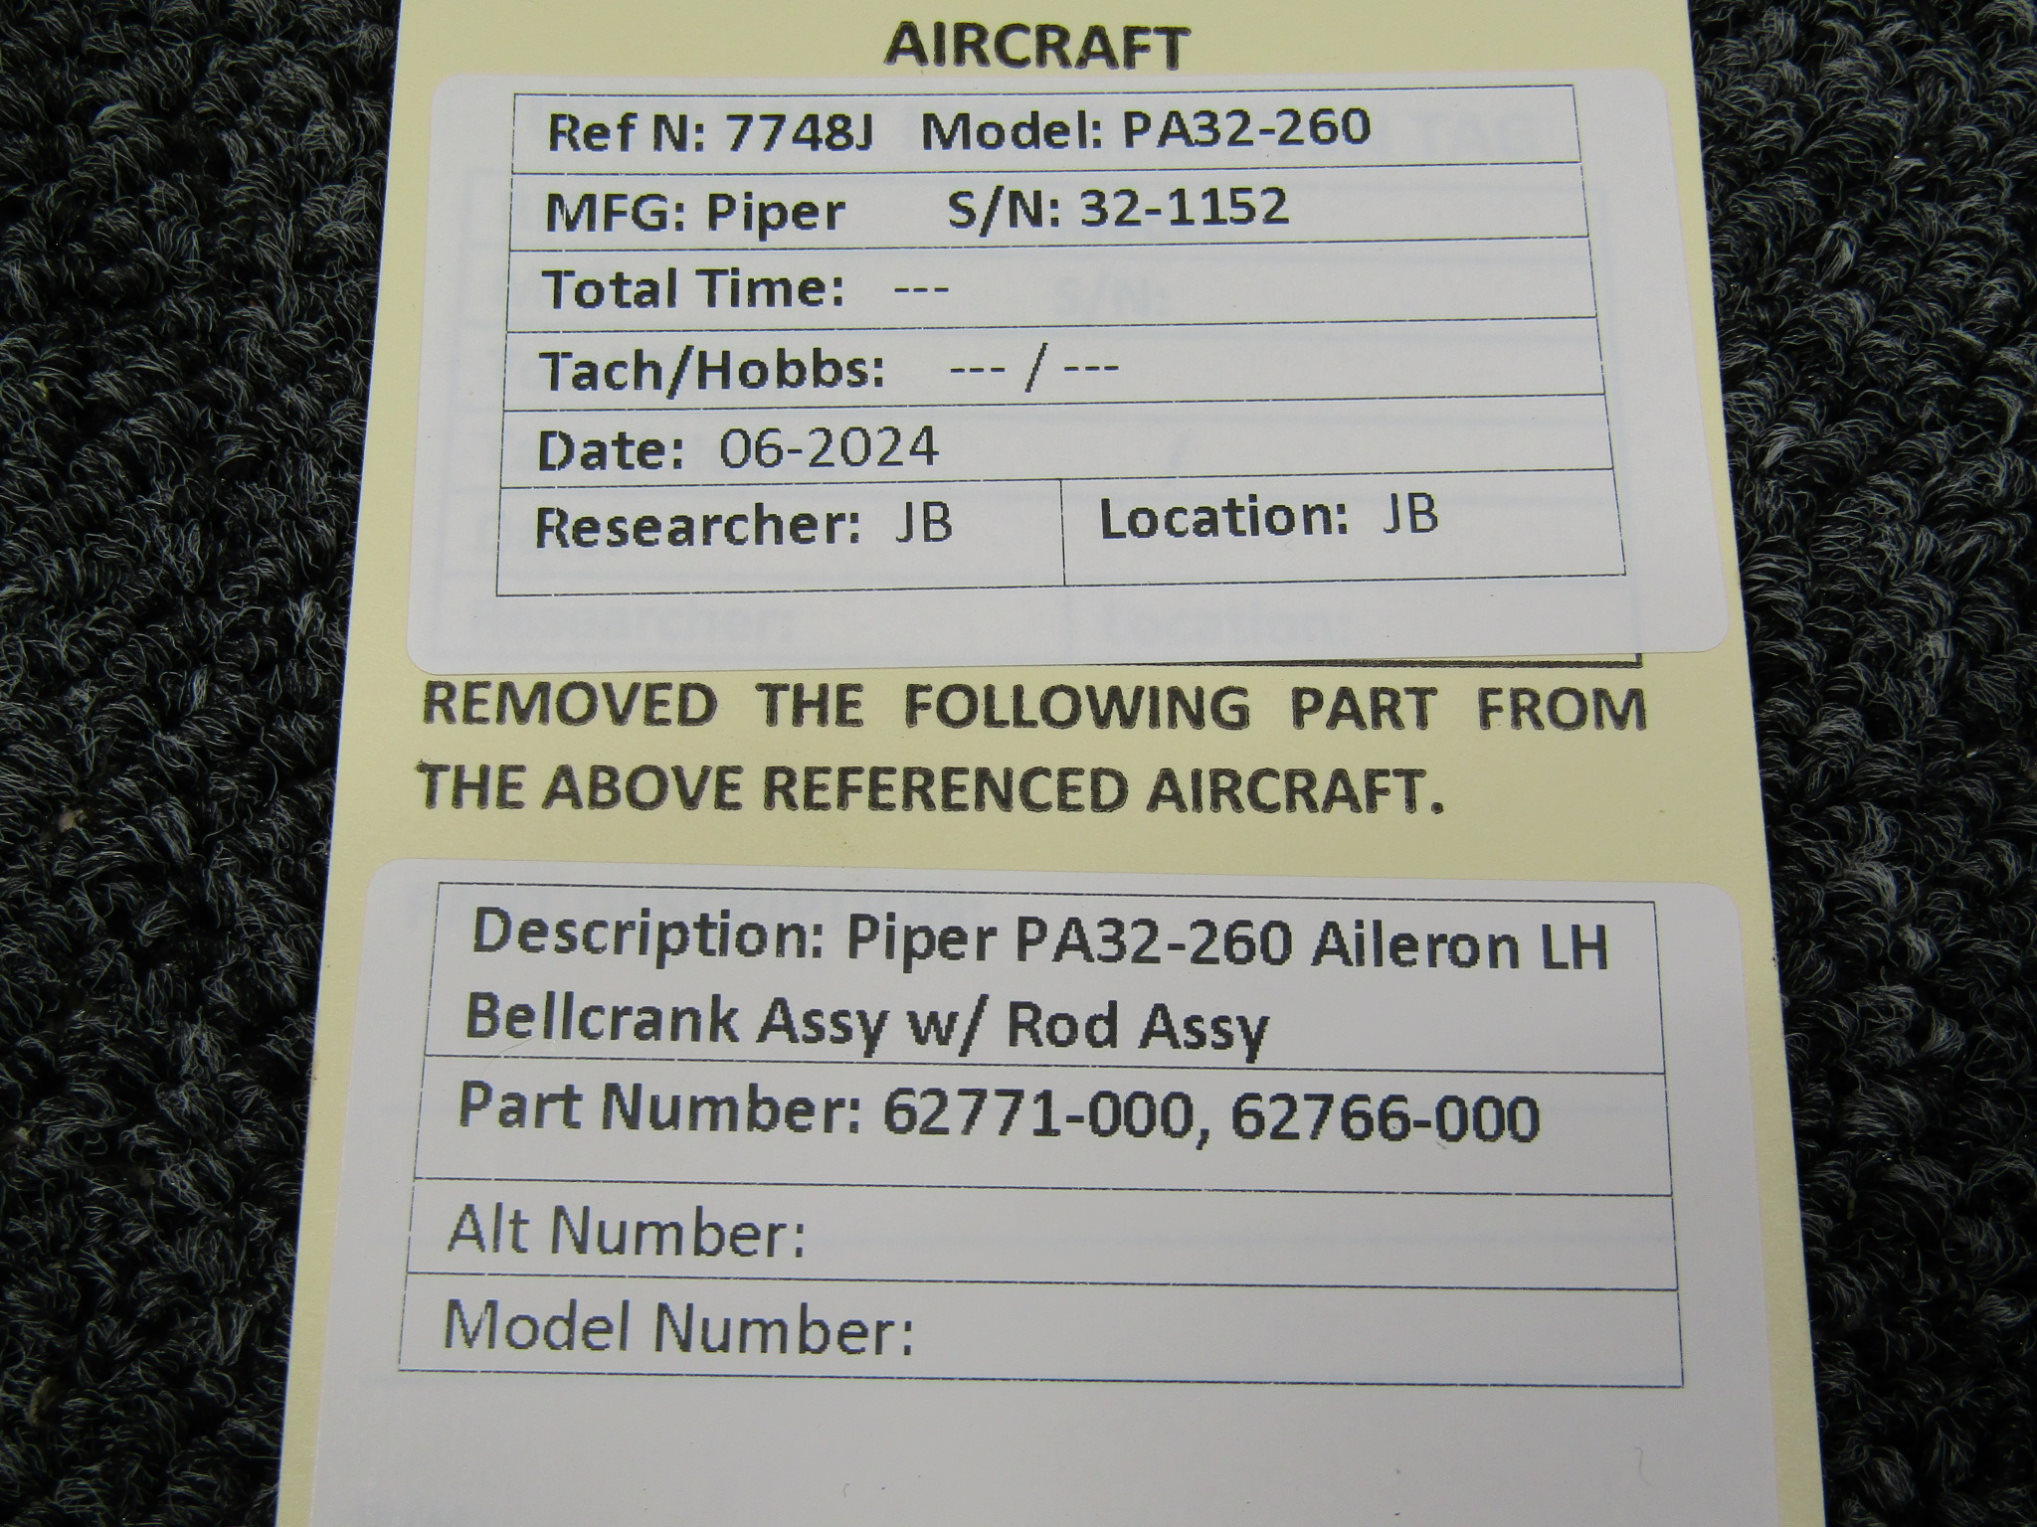 AIRCRAFT
Ref N: 7748J Model: PA32-260
MFG: Piper S/N: 32-1152
Total Time: ---
Tach/Hobbs: --- / ---
Date: 06-2024
Researcher: JB Location: JB
REMOVED THE FOLLOWING PART FROM
THE ABOVE REFERENCED AIRCRAFT.
Description: Piper PA32-260 Aileron LH
Bellcrank Assy w/ Rod Assy
Part Number: 62771-000, 62766-000
Alt Number:
Model Number: